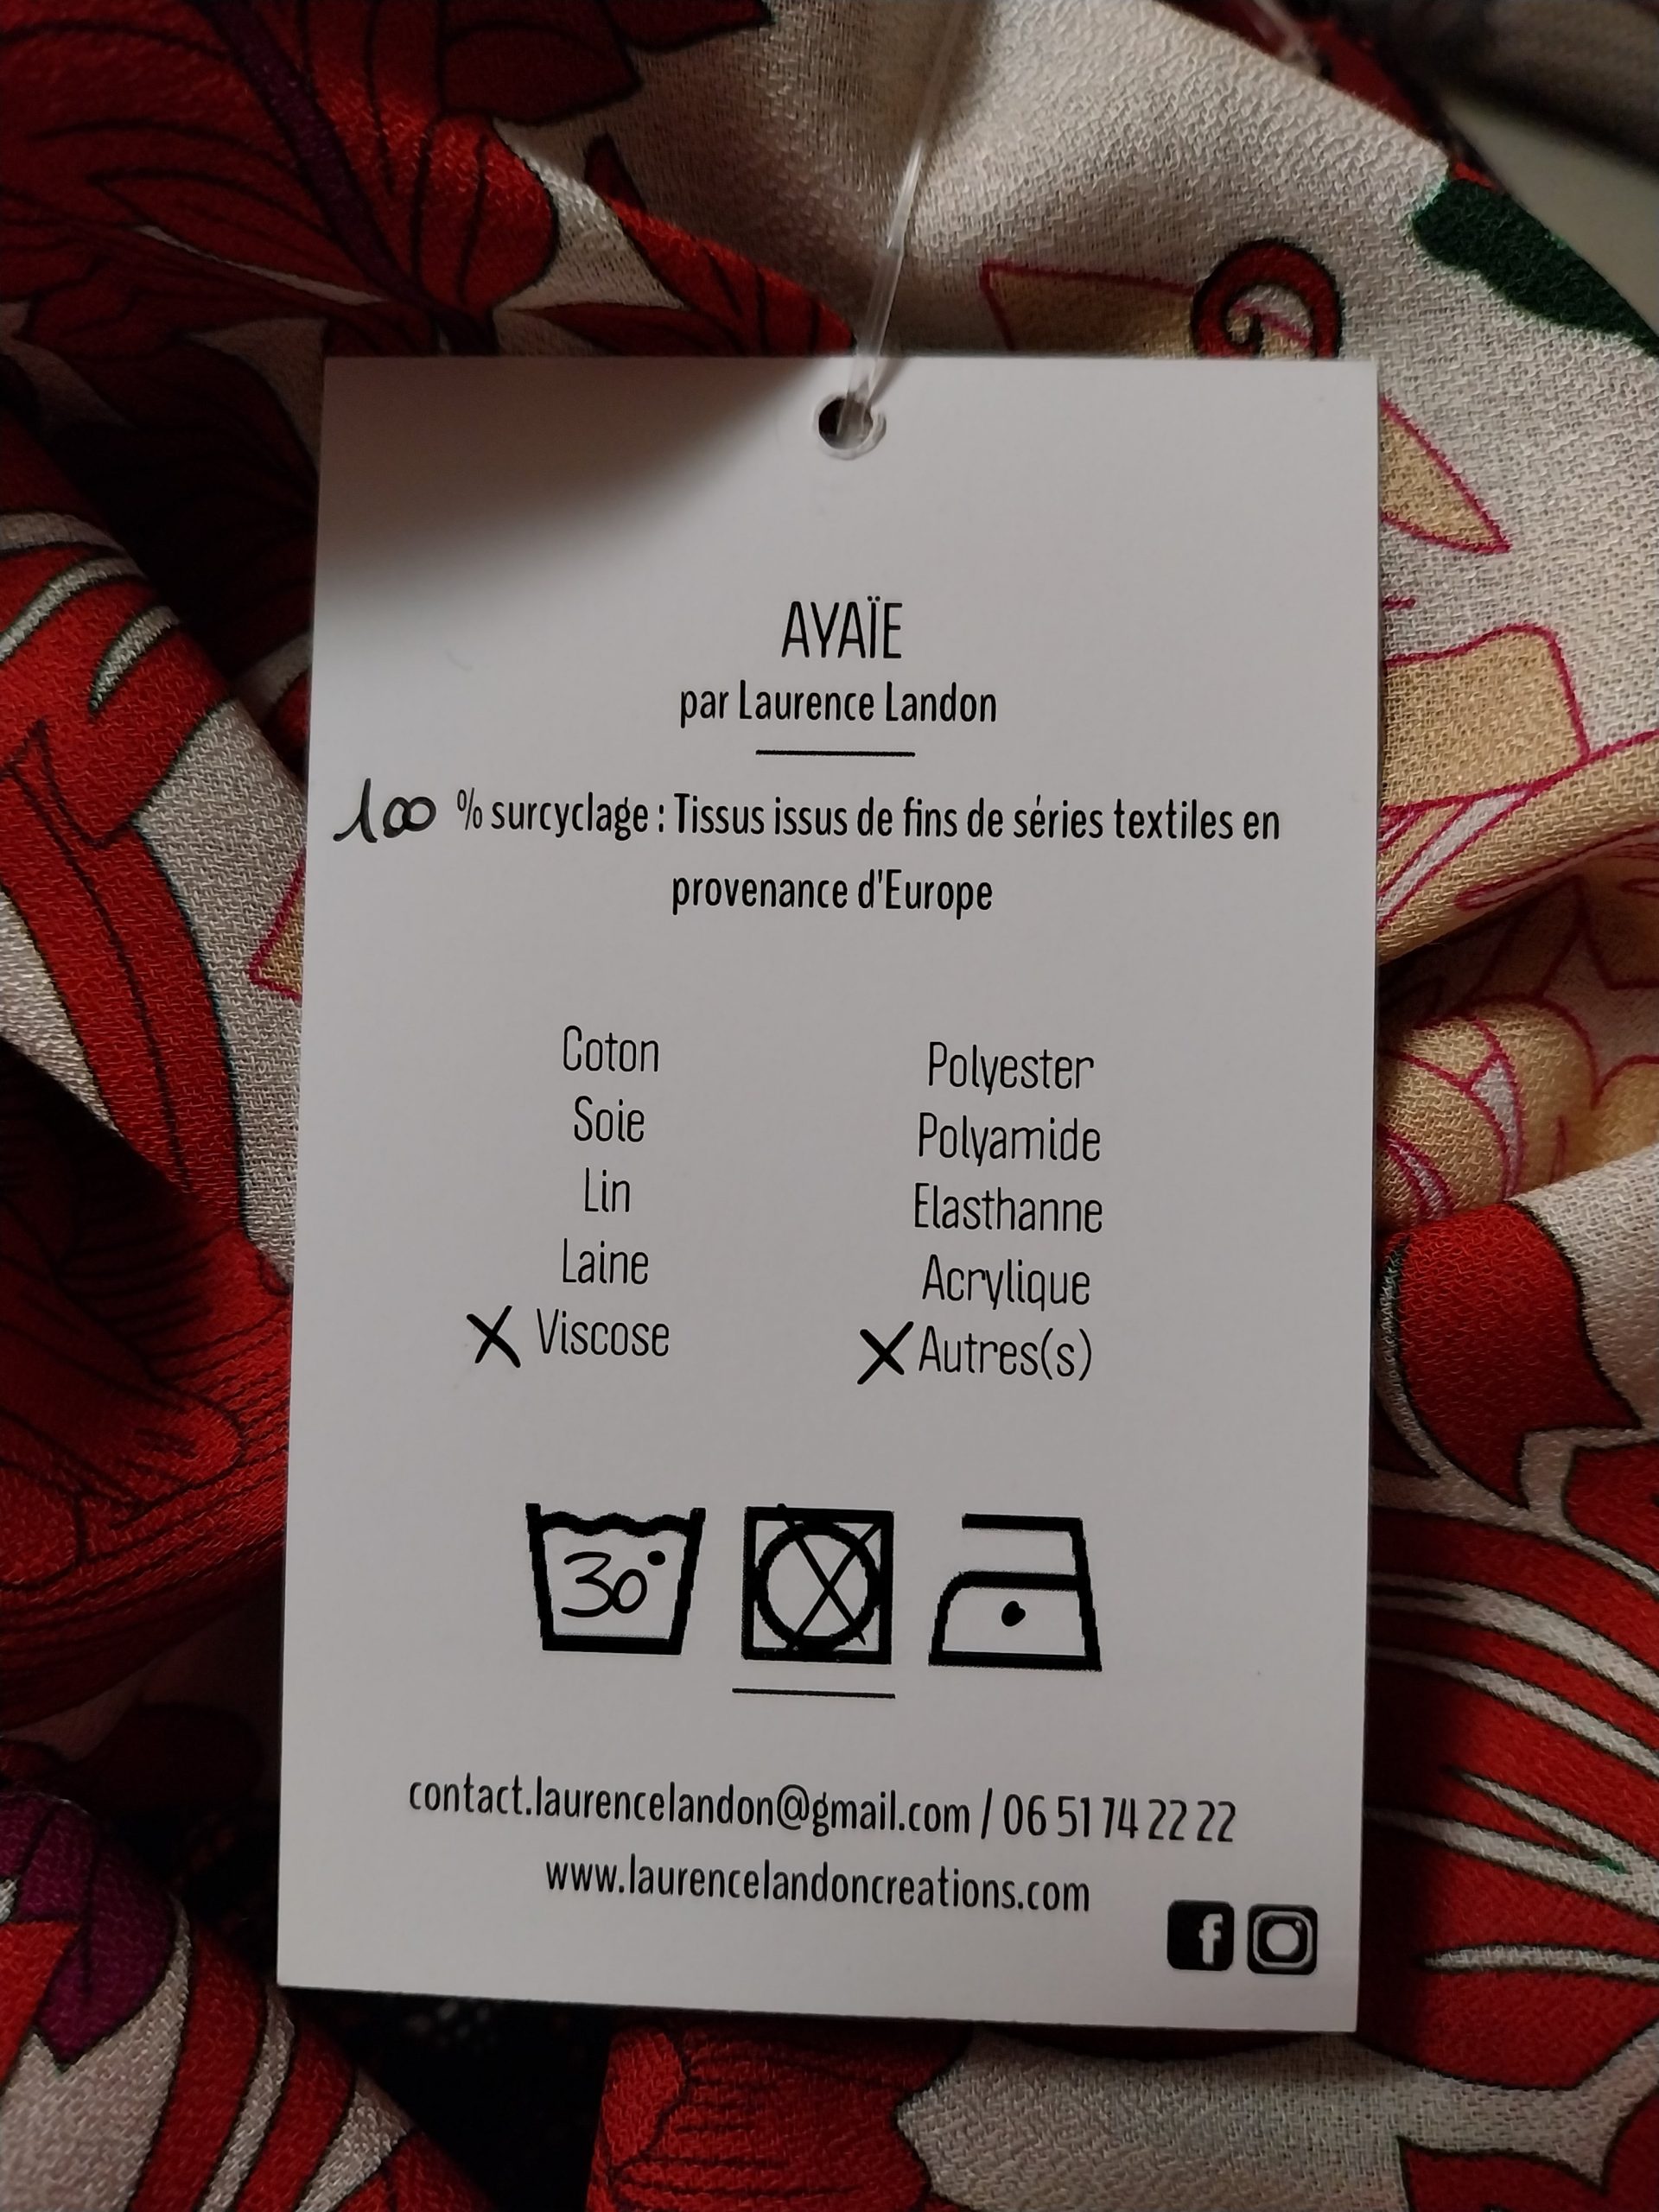 AYAÏE
par Laurence Landon
100 % surcyclage : Tissus issus de fins de séries textiles en
provenance d'Europe
Coton
Soie
Lin
Laine
X Viscose
Polyester
Polyamide
Elasthanne
Acrylique
X Autres(s)
30°
contact.laurencelandon@gmail.com / 06 51 74 22 22
www.laurencelandoncreations.com